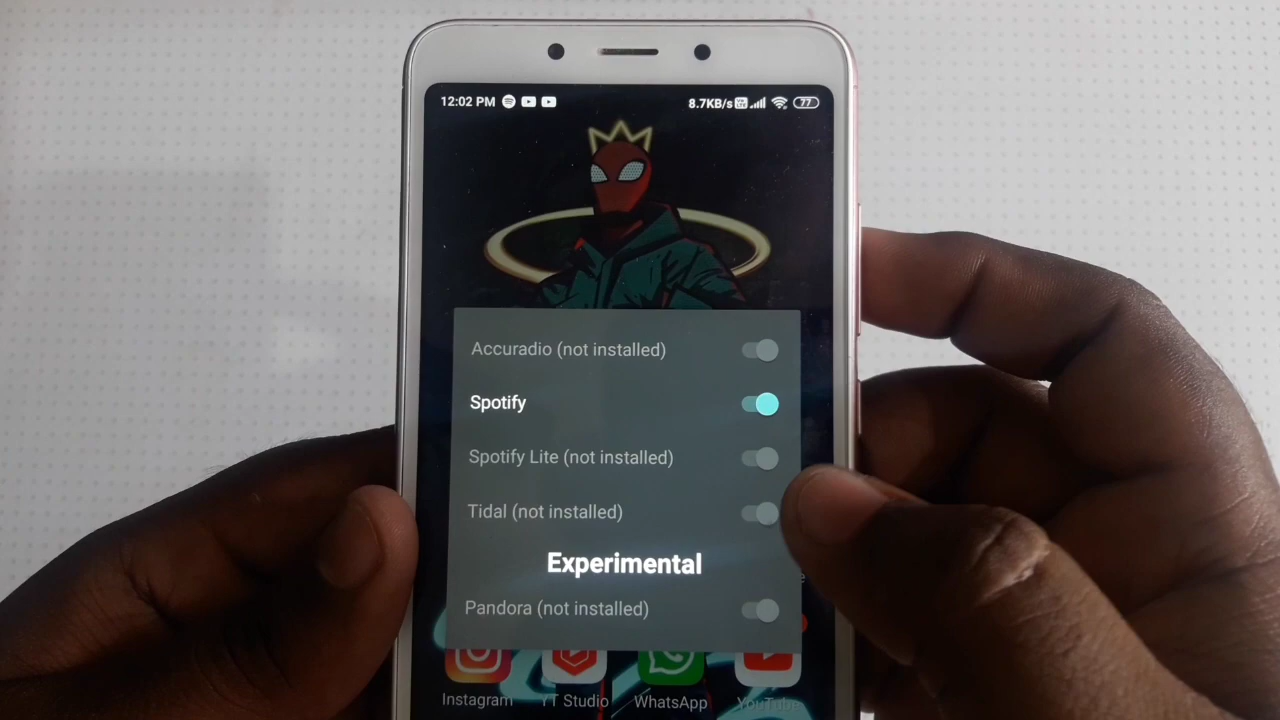 12:02 PM
8.7KB/s
77
Accuradio (not installed)
Spotify
Spotify Lite (not installed)
Tidal (not installed)
Experimental
Pandora (not installed)
Instagram
YT Studio
WhatsApp
YouTube